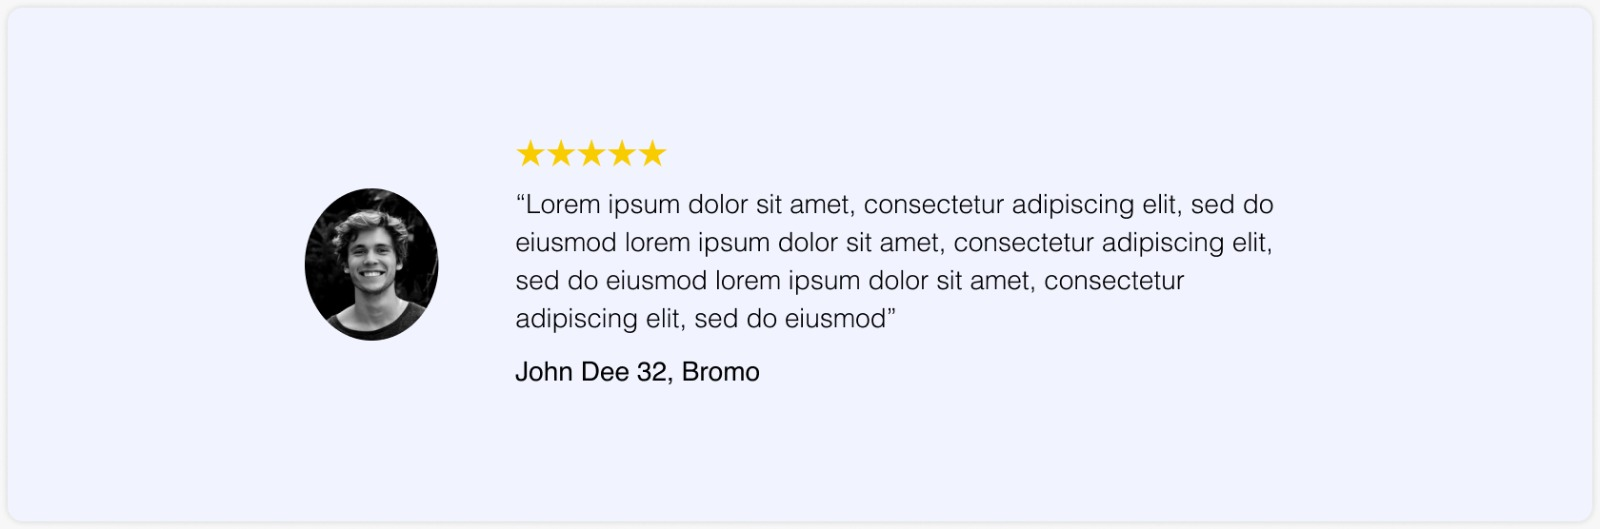 “Lorem ipsum dolor sit amet, consectetur adipiscing elit, sed do
eiusmod lorem ipsum dolor sit amet, consectetur adipiscing elit,
sed do eiusmod lorem ipsum dolor sit amet, consectetur
adipiscing elit, sed do eiusmod”
John Dee 32, Bromo